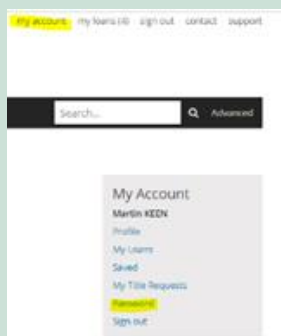 my account my loans (4) sign out contact support
Search... Advanced
My Account
Martin KEEN
Profile
My Loans
Saved
My Title Requests
Password
Sign out